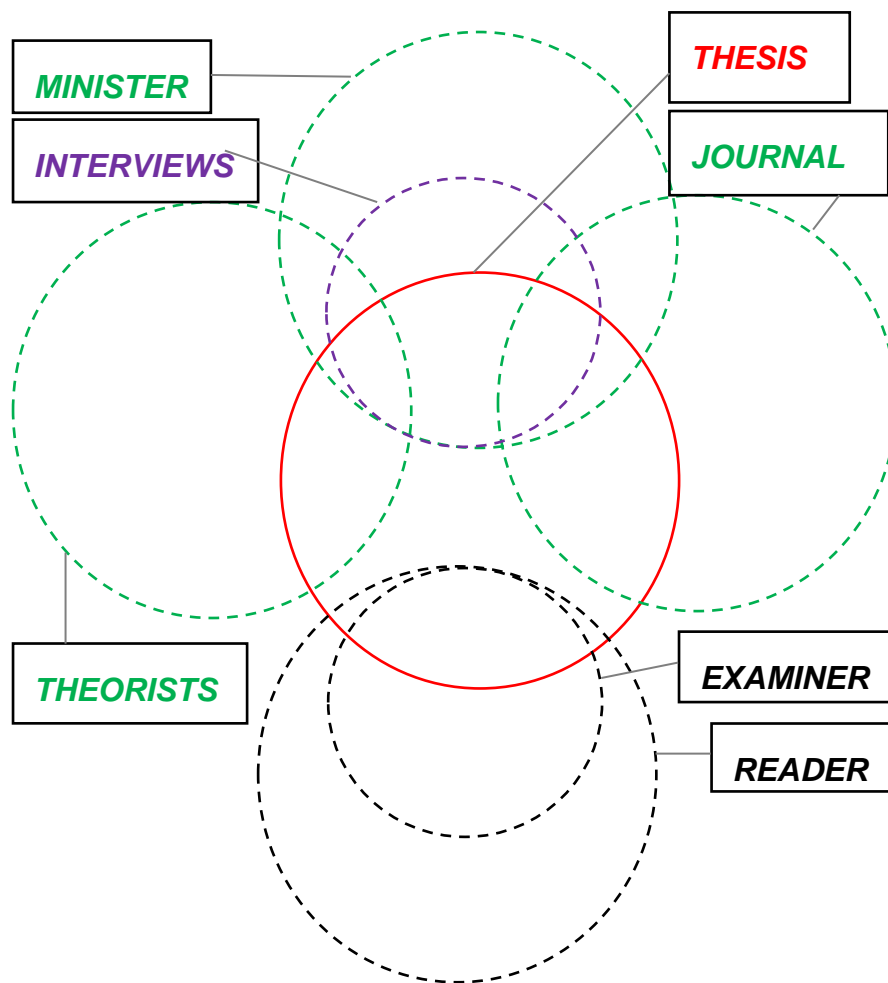 MINISTER
THESIS
INTERVIEWS
JOURNAL
THEORISTS
EXAMINER
READER